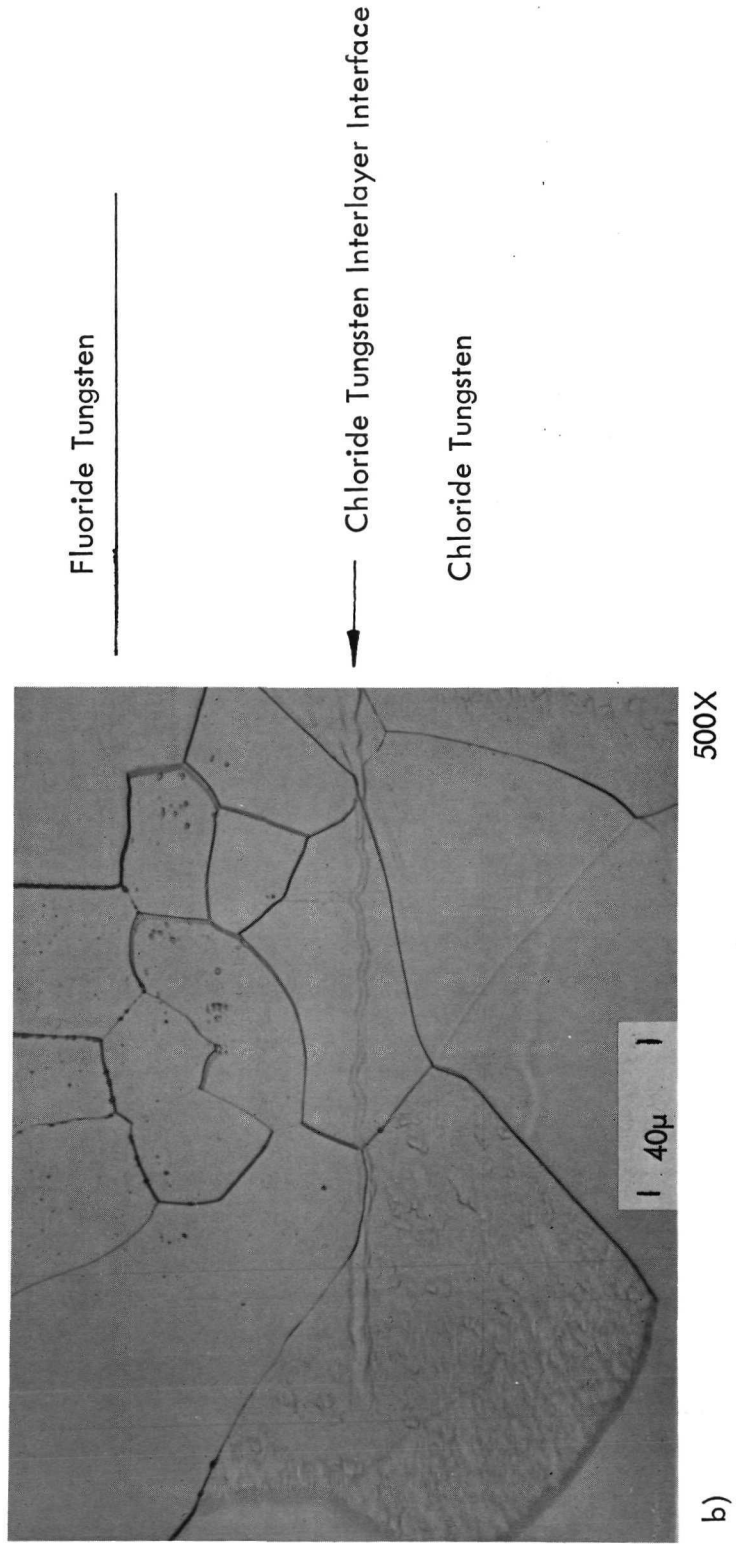 Fluoride Tungsten
Chloride Tungsten Interlayer Interface
Chloride Tungsten
40µ
500X
b)